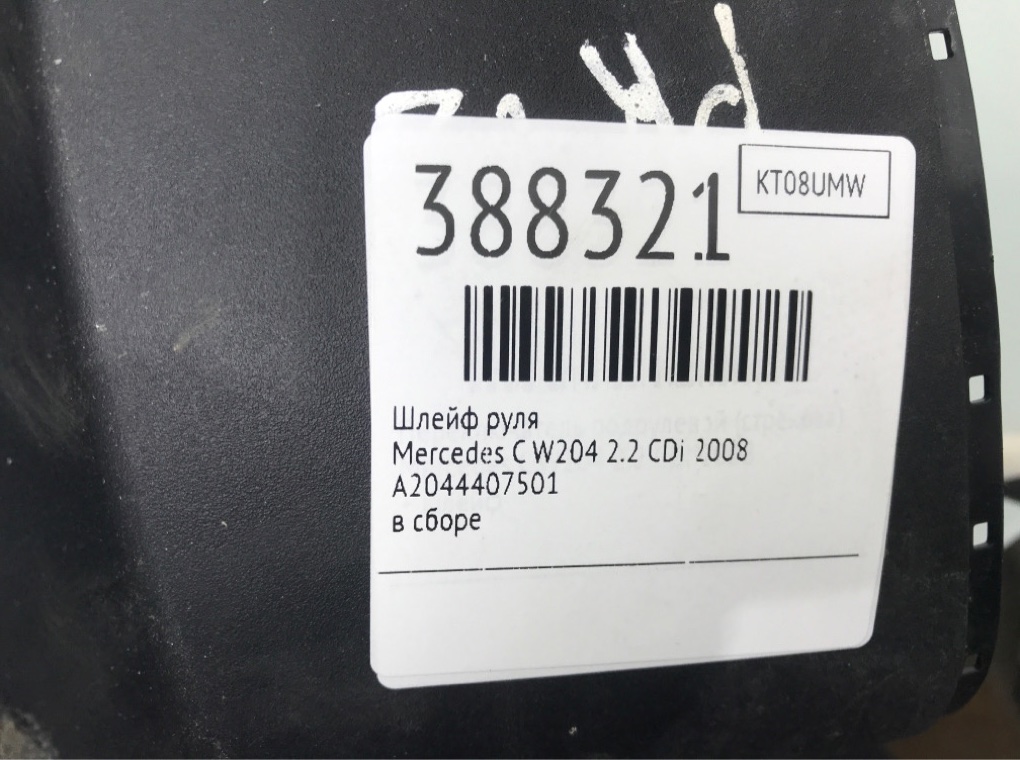 388321
KT08UMW
Шлейф руля
Mercedes C W204 2.2 CDi 2008
A2044407501
в сборе